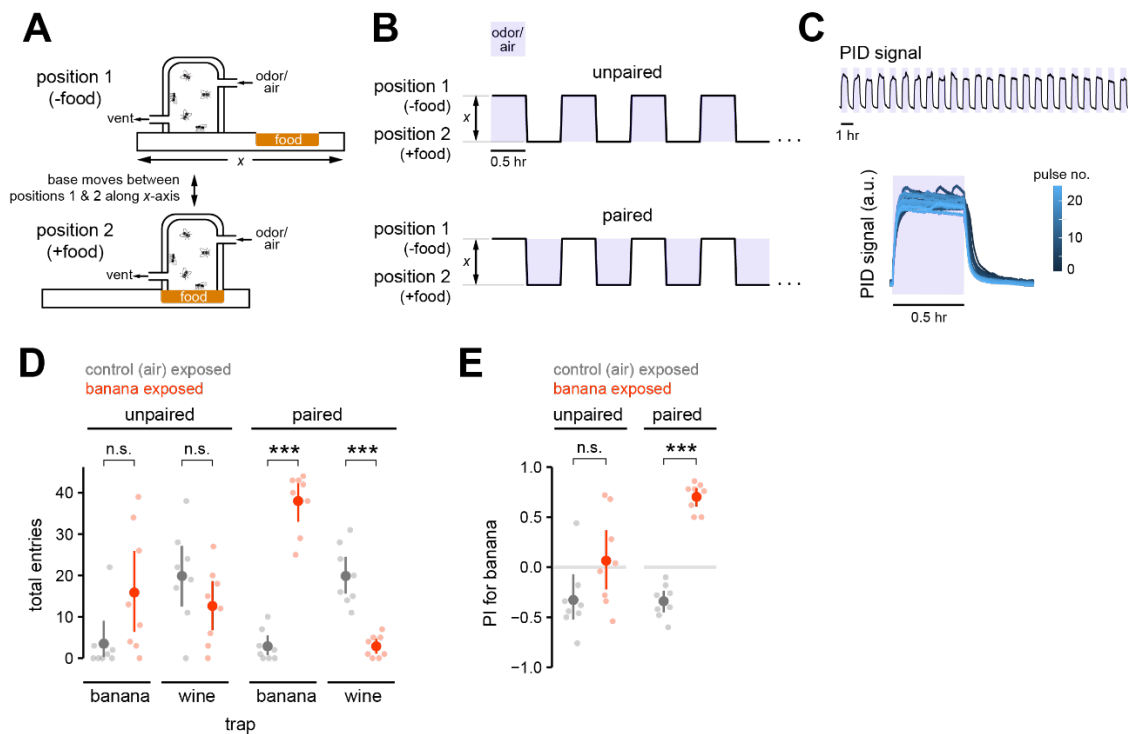 A
position 1
(-food)
odor/
air
vent
food
x
base moves between
positions 1 & 2 along x-axis
position 2
(+food)
odor/
air
vent
food
B
odor/
air
unpaired
position 1
(-food)
x
position 2
(+food)
0.5 hr
. . .
paired
position 1
(-food)
x
position 2
(+food)
. . .
C
PID signal
1 hr
PID signal (a.u.)
pulse no.
20
10
0
0.5 hr
D
control (air) exposed
banana exposed
unpaired
paired
n.s.
n.s.
***
***
total entries
40
30
20
10
0
banana
wine
banana
wine
trap
E
control (air) exposed
banana exposed
unpaired
paired
n.s.
***
PI for banana
1.0
0.5
0.0
−0.5
−1.0